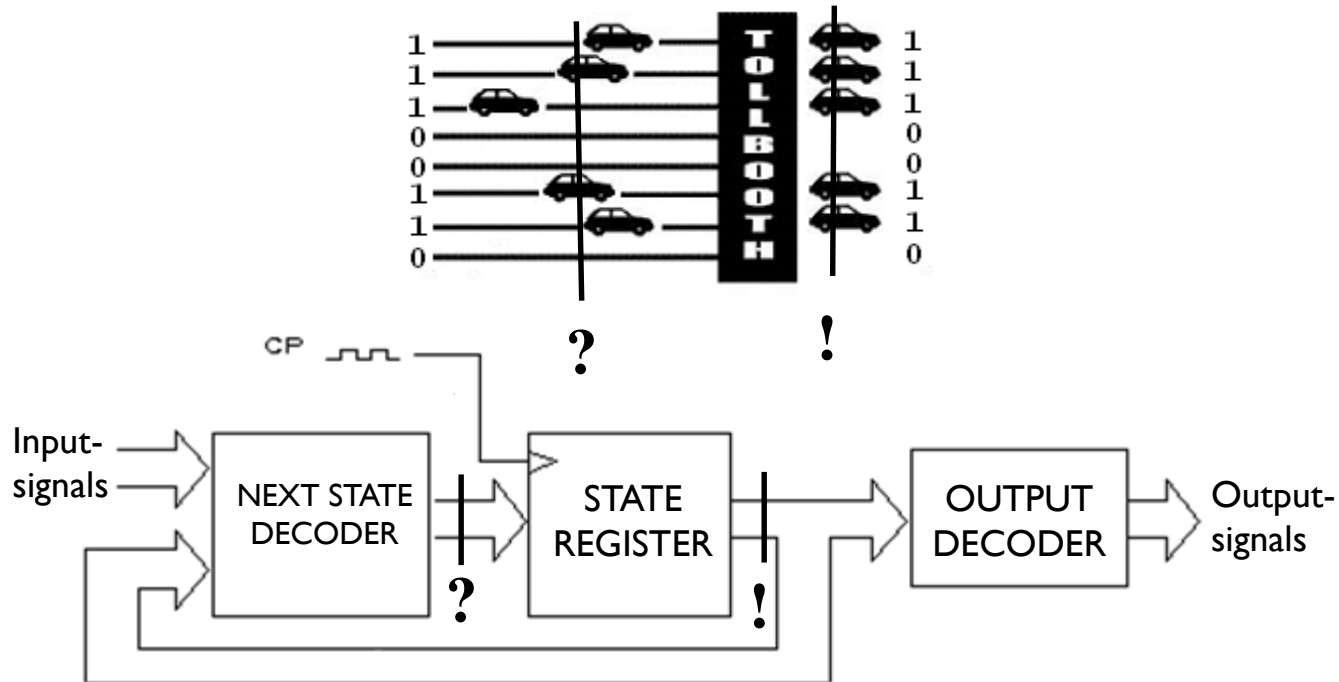 1 1
1 1
1 1
0 0
0 0
1 1
1 1
0 0
TOLLBOOTH
? !
CP
Input-
signals
NEXT STATE
DECODER
?
STATE
REGISTER
!
OUTPUT
DECODER
Output-
signals